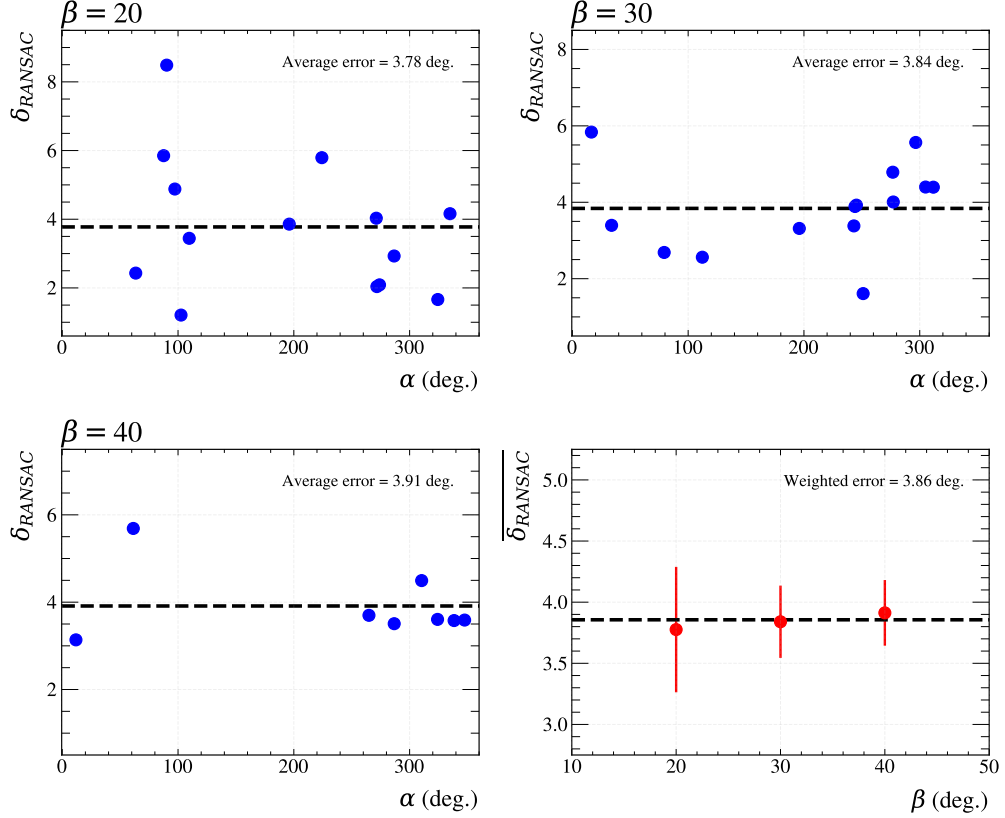 β = 20
δ_RANSAC
Average error = 3.78 deg.
8
6
4
2
0 100 200 300
α (deg.)
β = 30
δ_RANSAC
Average error = 3.84 deg.
8
6
4
2
0 100 200 300
α (deg.)
β = 40
δ_RANSAC
Average error = 3.91 deg.
6
4
2
0 100 200 300
α (deg.)
δ_RANSAC
Weighted error = 3.86 deg.
5.0
4.5
4.0
3.5
3.0
10 20 30 40 50
β (deg.)